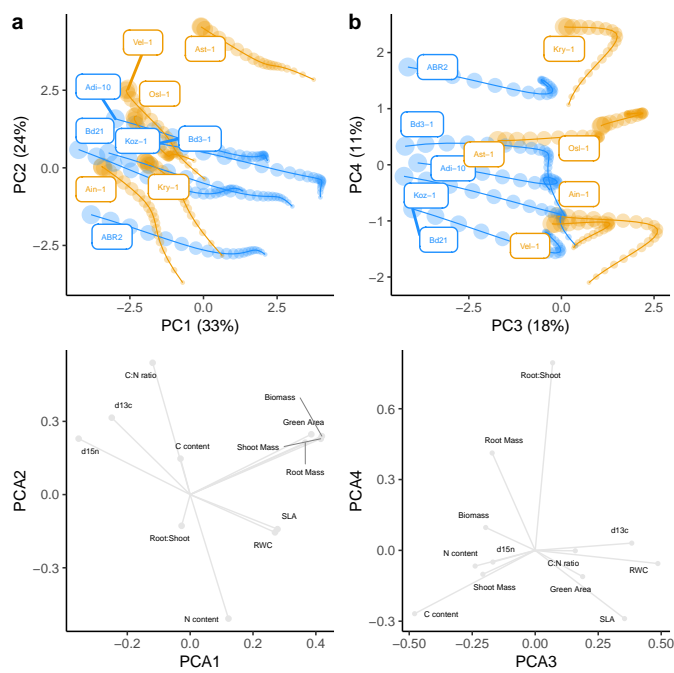 a
Vel−1
Ast−1
Adi−10
Osl−1
Bd21
Koz−1
Bd3−1
Ain−1
Kry−1
ABR2
2.5
0.0
−2.5
PC2 (24%)
−2.5
0.0
2.5
PC1 (33%)
b
Kry−1
ABR2
Bd3−1
Ast−1
Osl−1
Adi−10
Koz−1
Ain−1
Bd21
Vel−1
2
1
0
−1
−2
PC4 (11%)
−2.5
0.0
2.5
PC3 (18%)
C:N ratio
Biomass
d13c
Green Area
C content
Shoot Mass
d15n
Root Mass
SLA
Root:Shoot
RWC
N content
0.3
0.0
−0.3
PCA2
−0.2
0.0
0.2
0.4
PCA1
Root:Shoot
Root Mass
Biomass
d13c
N content
d15n
C:N ratio
RWC
Shoot Mass
Green Area
C content
SLA
0.6
0.3
0.0
−0.3
PCA4
−0.50
−0.25
0.00
0.25
0.50
PCA3